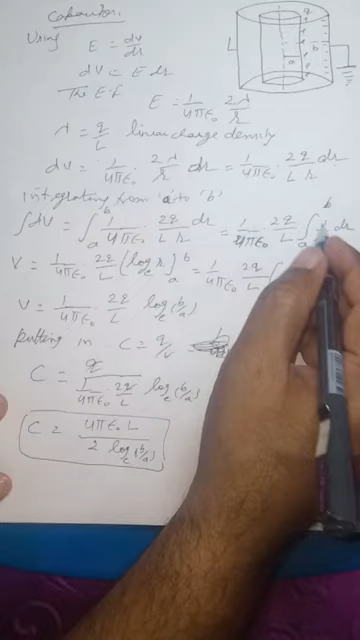 Capacitor.
Using E = dv/dr
dV = E dr
The E.f
E = 1/4πε₀ 2λ/r
λ = q/L linear charge density
dV = 1/4πε₀ . 2λ/r dr = 1/4πε₀ . 2q/L dr/r
Integrating from 'a' to 'b'
∫dV = ∫ₐᵇ 1/4πε₀ . 2q/L r dr = 1/4πε₀ . 2q/L ∫ₐᵇ dr
V = 1/4πε₀ . 2q/L (logₑ r)ₐᵇ = 1/4πε₀ 2q/L (
V = 1/4πε₀ . 2q/L logₑ(b/a)
Putting in C = q/v =
C = q / 1/4πε₀ . 2q/L logₑ(b/a)
C = 4πε₀ L / 2 logₑ(b/a)
L
a
b
q